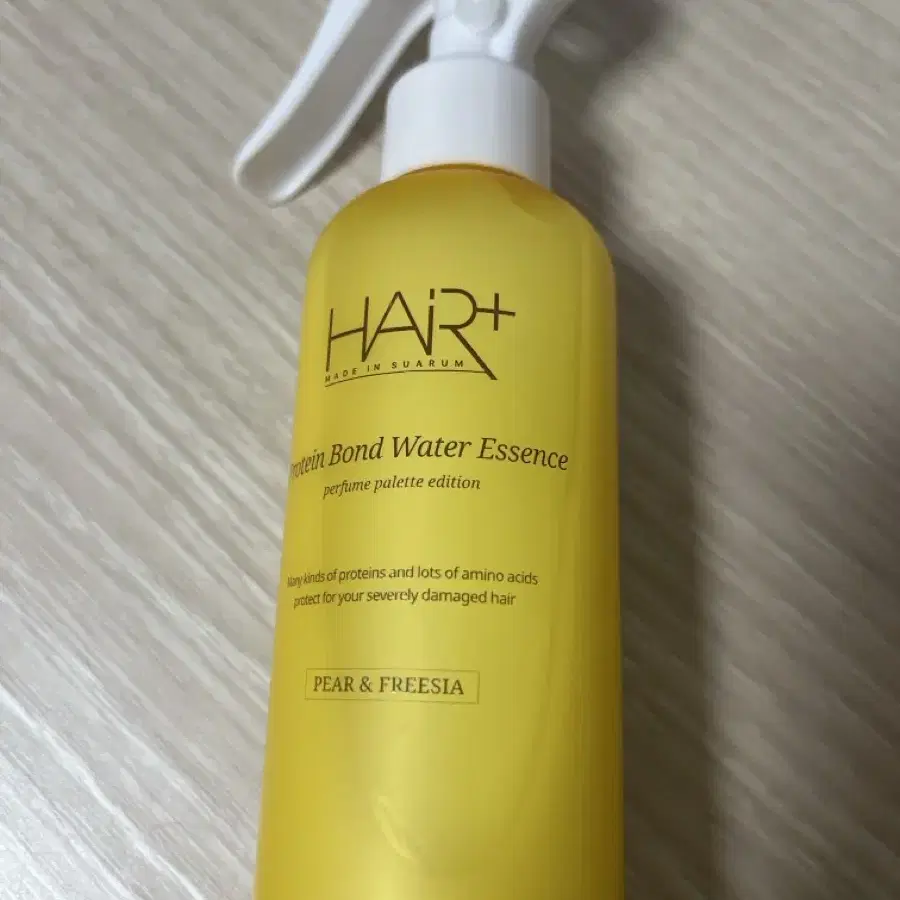 HAiR+
MADE IN SUARUM
Protein Bond Water Essence
perfume palette edition
Many kinds of proteins and lots of amino acids
protect for your severely damaged hair
PEAR & FREESIA